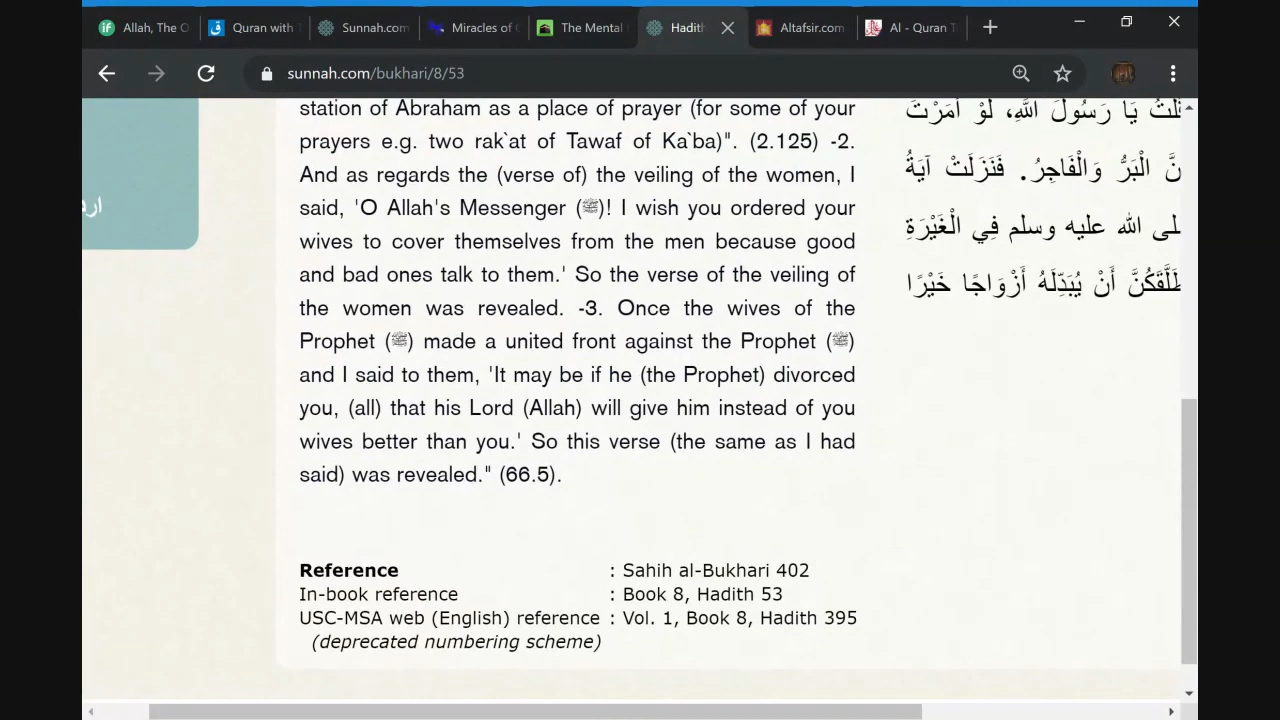 Allah, The O
Quran with T
Sunnah.com
Miracles of
The Mental
Hadith
Altafsir.com
Al - Quran T
sunnah.com/bukhari/8/53
station of Abraham as a place of prayer (for some of your
prayers e.g. two rak`at of Tawaf of Ka`ba)". (2.125) -2.
And as regards the (verse of) the veiling of the women, I
said, 'O Allah's Messenger (ﷺ)! I wish you ordered your
wives to cover themselves from the men because good
and bad ones talk to them.' So the verse of the veiling of
the women was revealed. -3. Once the wives of the
Prophet (ﷺ) made a united front against the Prophet (ﷺ)
and I said to them, 'It may be if he (the Prophet) divorced
you, (all) that his Lord (Allah) will give him instead of you
wives better than you.' So this verse (the same as I had
said) was revealed." (66.5).
يَا رَسُولَ اللَّهِ، لَوْ أَمَرْتَ
الْبَرُّ وَالْفَاجِرُ. فَنَزَلَتْ آيَةُ
الله عليه وسلم فِي الْغَيْرَةِ
طَلَّقَكُنَّ أَنْ يُبَدِّلَهُ أَزْوَاجًا خَيْرًا
Reference : Sahih al-Bukhari 402
In-book reference : Book 8, Hadith 53
USC-MSA web (English) reference : Vol. 1, Book 8, Hadith 395
(deprecated numbering scheme)